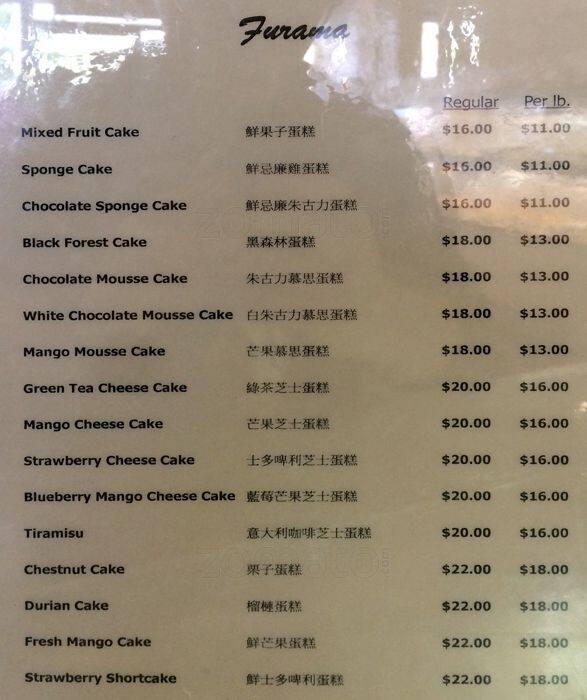 Furama
Regular Per lb.
Mixed Fruit Cake 鮮果子蛋糕 $16.00 $11.00
Sponge Cake 鮮忌廉雞蛋糕 $16.00 $11.00
Chocolate Sponge Cake 鮮忌廉朱古力蛋糕 $16.00 $11.00
Black Forest Cake 黑森林蛋糕 $18.00 $13.00
Chocolate Mousse Cake 朱古力慕思蛋糕 $18.00 $13.00
White Chocolate Mousse Cake 白朱古力慕思蛋糕 $18.00 $13.00
Mango Mousse Cake 芒果慕思蛋糕 $18.00 $13.00
Green Tea Cheese Cake 綠茶芝士蛋糕 $20.00 $16.00
Mango Cheese Cake 芒果芝士蛋糕 $20.00 $16.00
Strawberry Cheese Cake 士多啤利芝士蛋糕 $20.00 $16.00
Blueberry Mango Cheese Cake 藍莓芒果芝士蛋糕 $20.00 $16.00
Tiramisu 意大利咖啡芝士蛋糕 $20.00 $16.00
Chestnut Cake 栗子蛋糕 $22.00 $18.00
Durian Cake 榴槤蛋糕 $22.00 $18.00
Fresh Mango Cake 鮮芒果蛋糕 $22.00 $18.00
Strawberry Shortcake 鮮士多啤利蛋糕 $22.00 $18.00